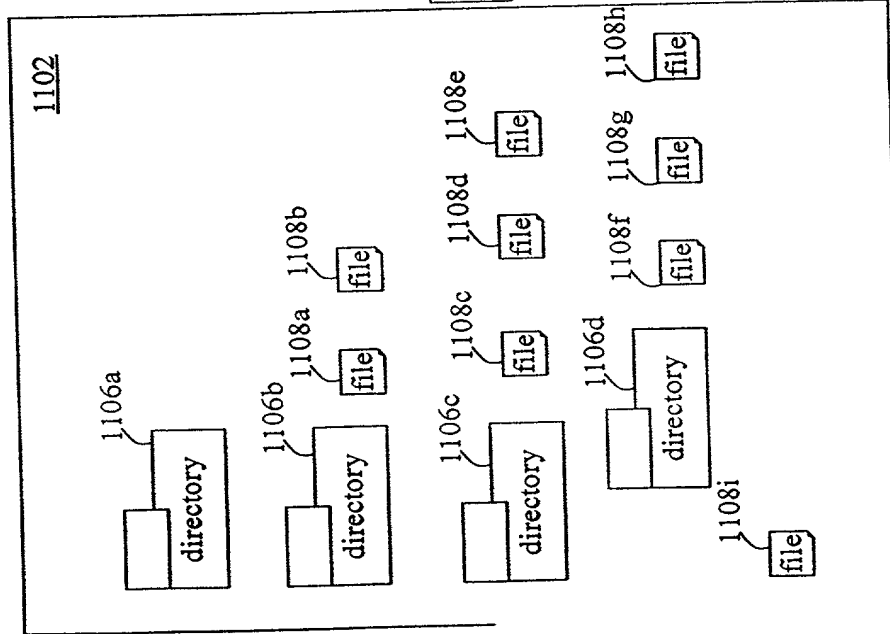 1102
1106a
directory
1106b 1108a 1108b
directory file file
1106c 1108c 1108d 1108e
directory file file file
1106d 1108f 1108g 1108h
directory file file file
1108i
file